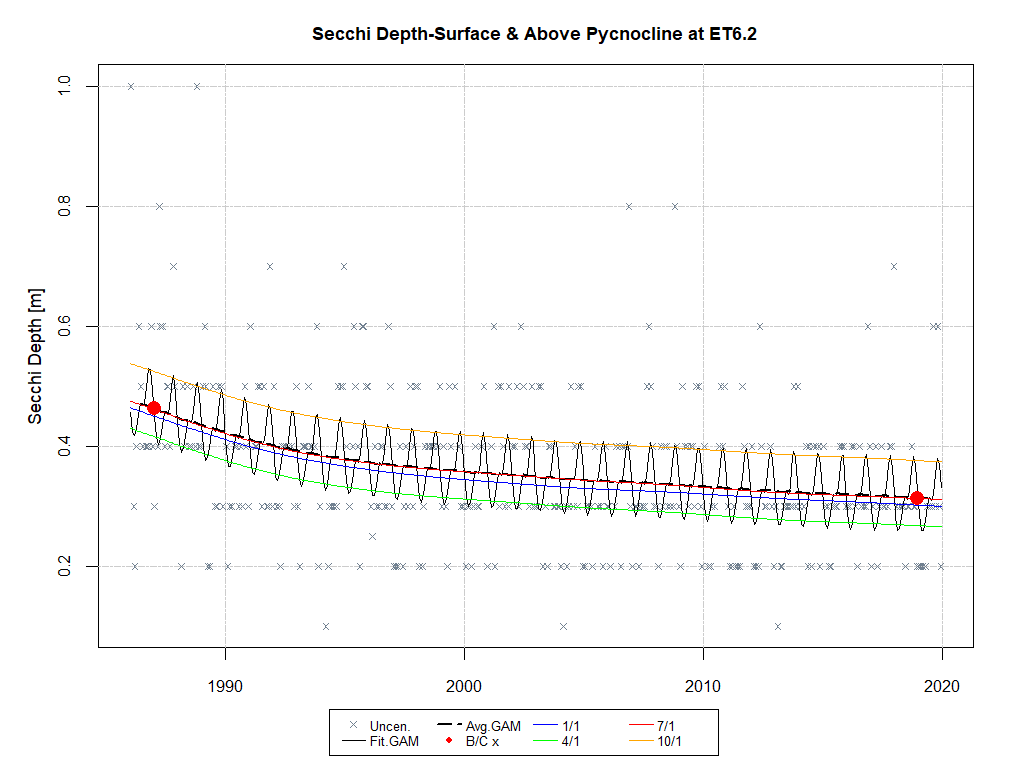 Secchi Depth-Surface & Above Pycnocline at ET6.2
Secchi Depth [m]
1.0
0.8
0.6
0.4
0.2
1990 2000 2010 2020
Uncen. Avg.GAM 1/1 7/1
Fit.GAM B/C x 4/1 10/1